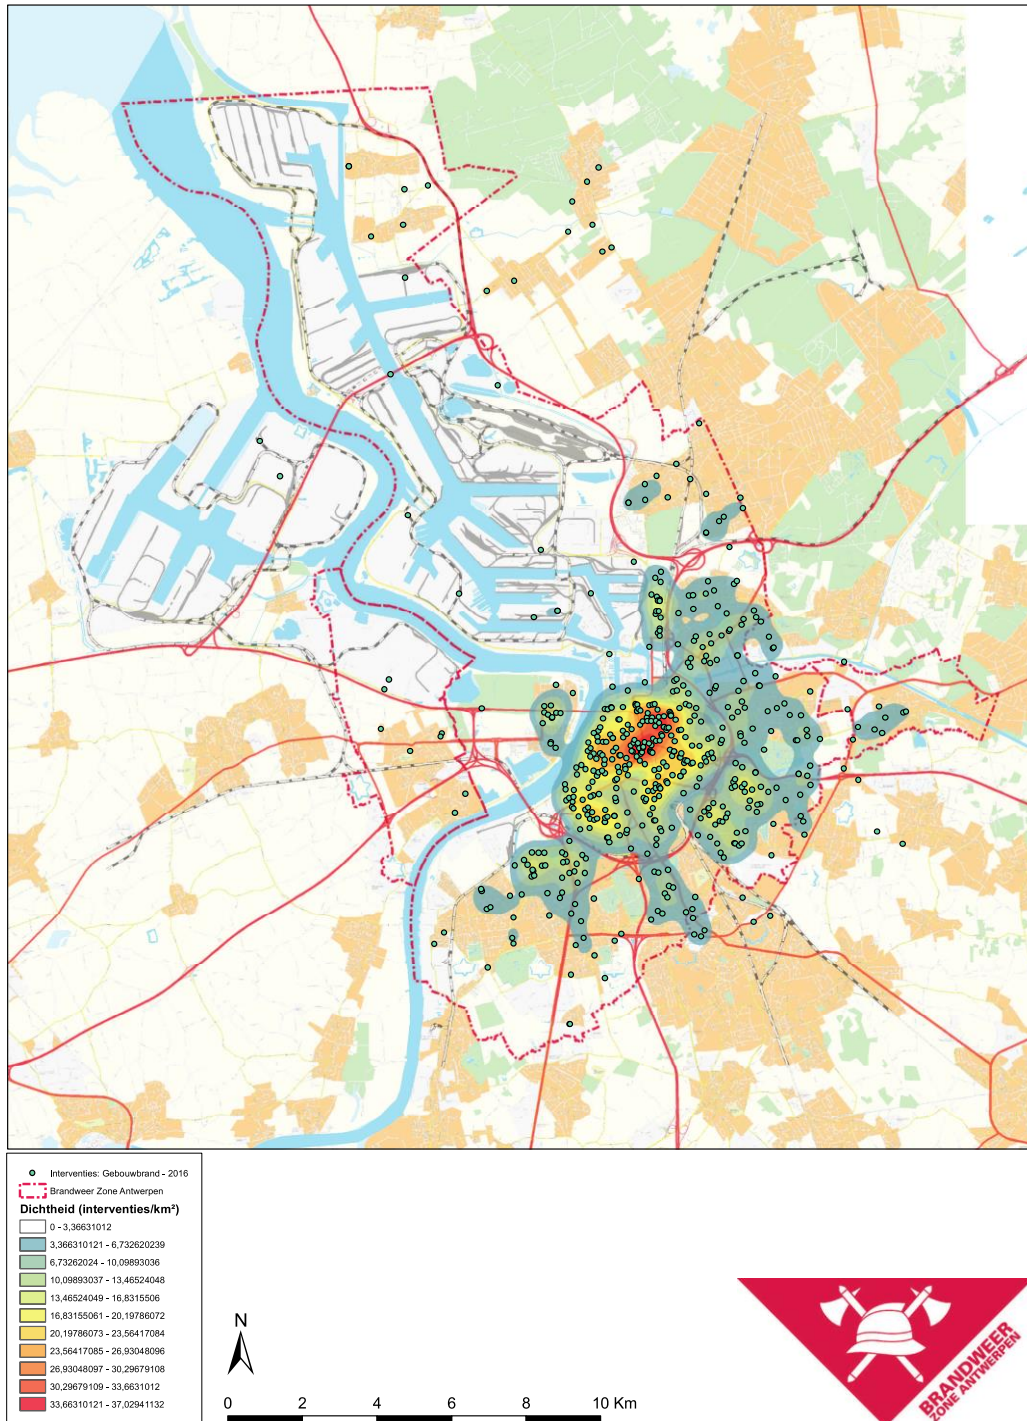 Interventies: Gebouwbrand - 2016
Brandweer Zone Antwerpen
Dichtheid (interventies/km²)
0 - 3,36631012
3,366310121 - 6,732620239
6,73262024 - 10,09893036
10,09893037 - 13,46524048
13,46524049 - 16,8315506
16,83155061 - 20,19786072
20,19786073 - 23,56417084
23,56417085 - 26,93048096
26,93048097 - 30,29679108
30,29679109 - 33,6631012
33,66310121 - 37,02941132
N
0 2 4 6 8 10 Km
BRANDWEER
ZONE ANTWERPEN